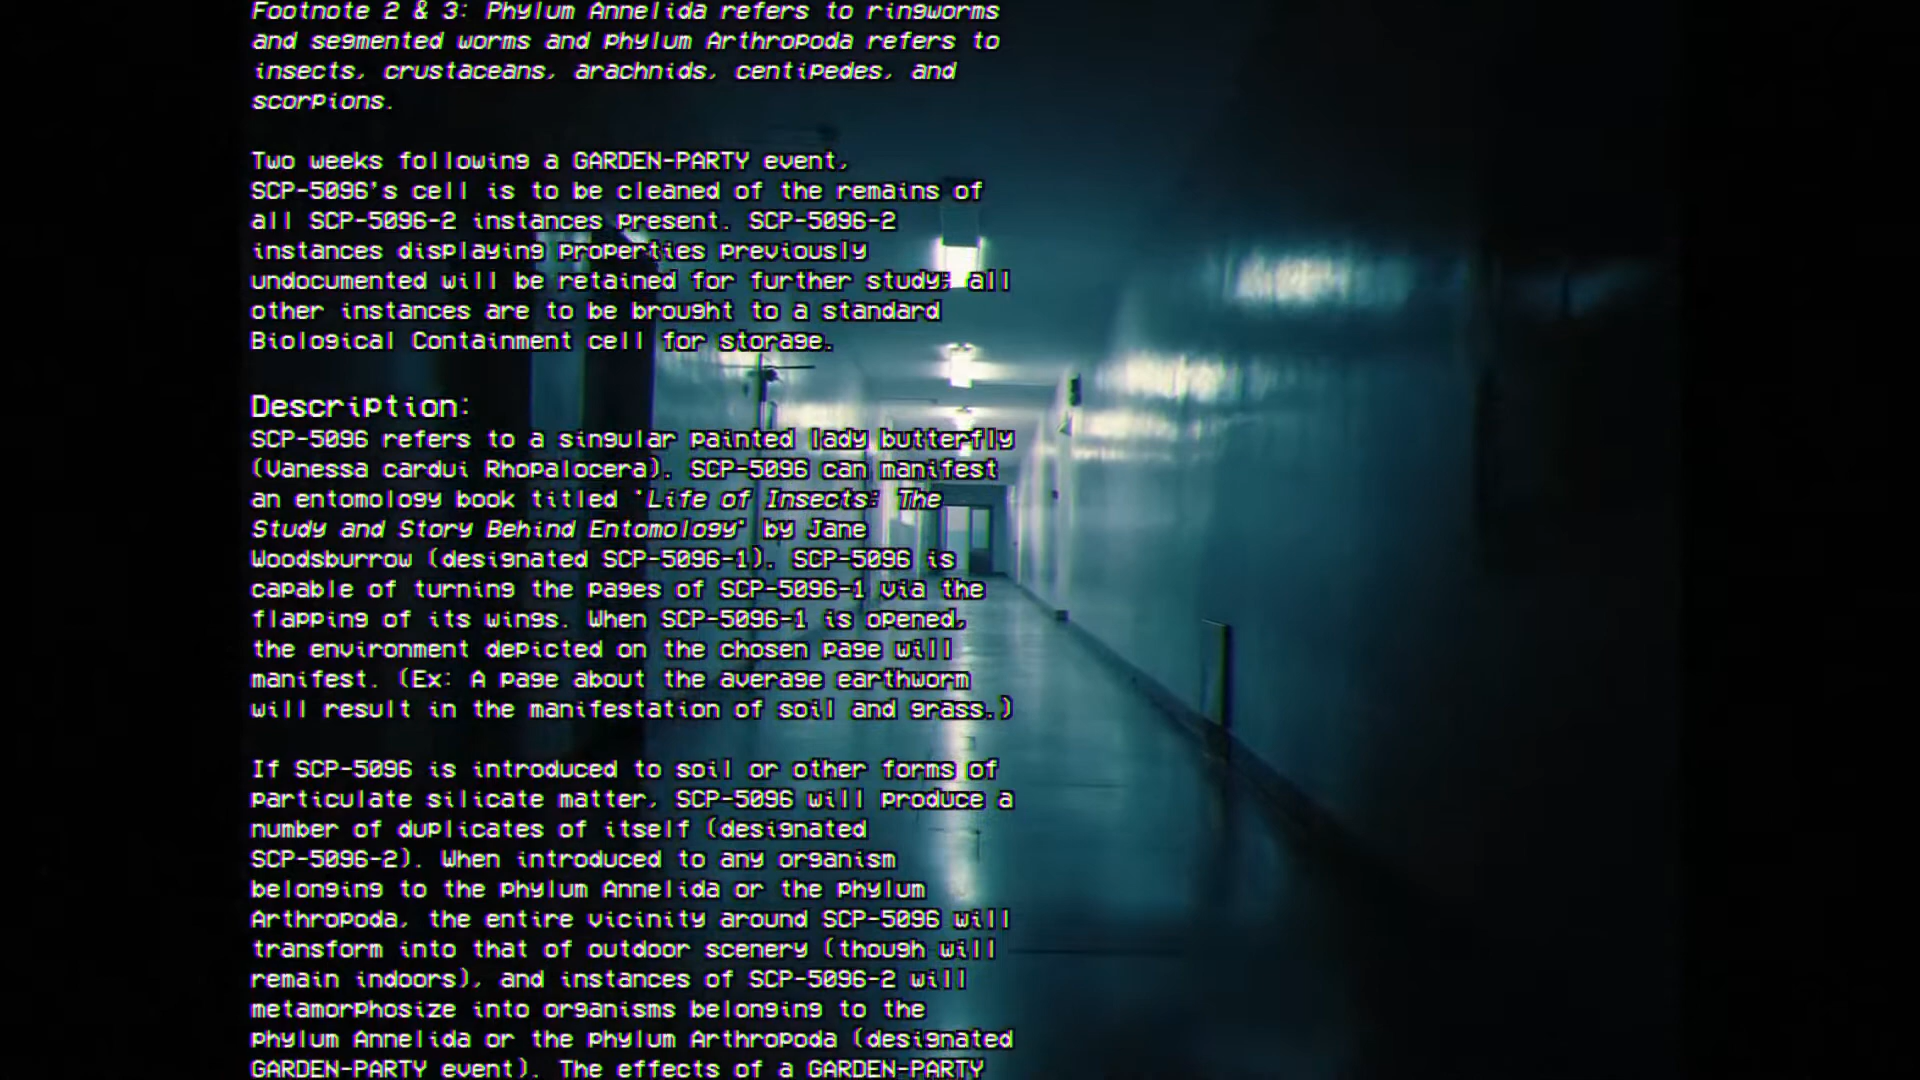 Footnote 2 & 3: Phylum Annelida refers to ringworms
and segmented worms and phylum Arthropoda refers to
insects, crustaceans, arachnids, centipedes, and
scorpions.
Two weeks following a GARDEN-PARTY event,
SCP-5096's cell is to be cleaned of the remains of
all SCP-5096-2 instances present. SCP-5096-2
instances displaying properties previously
undocumented will be retained for further study; all
other instances are to be brought to a standard
Biological Containment cell for storage.
Description:
SCP-5096 refers to a singular painted lady butterfly
(Vanessa cardui Rhopalocera). SCP-5096 can manifest
an entomology book titled "Life of Insects: The
Study and Story Behind Entomology" by Jane
Woodsburrow (designated SCP-5096-1). SCP-5096 is
capable of turning the pages of SCP-5096-1 via the
flapping of its wings. When SCP-5096-1 is opened,
the environment depicted on the chosen page will
manifest. (Ex: A page about the average earthworm
will result in the manifestation of soil and grass.)
If SCP-5096 is introduced to soil or other forms of
particulate silicate matter, SCP-5096 will produce a
number of duplicates of itself (designated
SCP-5096-2). When introduced to any organism
belonging to the phylum Annelida or the phylum
Arthropoda, the entire vicinity around SCP-5096 will
transform into that of outdoor scenery (though will
remain indoors), and instances of SCP-5096-2 will
metamorphosize into organisms belonging to the
phylum Annelida or the phylum Arthropoda (designated
GARDEN-PARTY event). The effects of a GARDEN-PARTY